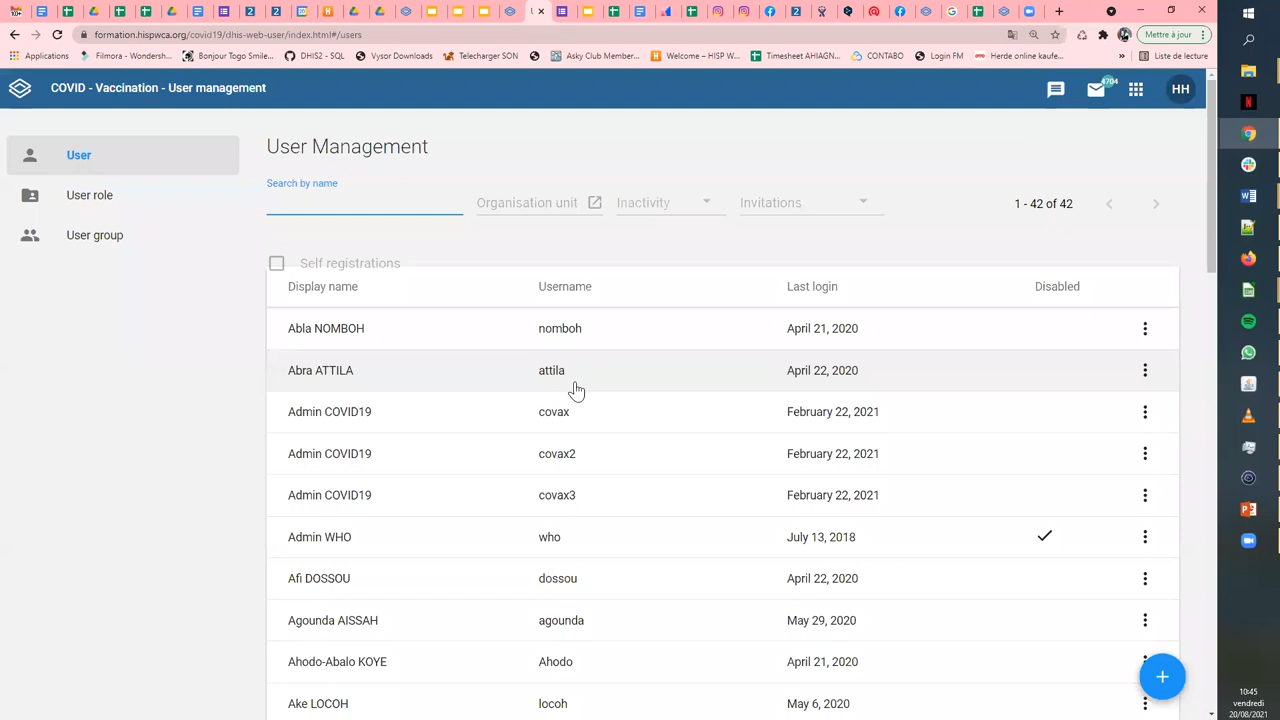 formation.hispwca.org/covid19/dhis-web-user/index.html#/users
Mettre à jour
Applications
Filmora - Wondersh...
Bonjour Togo Smile...
DHIS2 - SQL
Vysor Downloads
Telecharger SON
Asky Club Member...
Welcome – HISP W...
Timesheet AHIAGN...
CONTABO
Login FM
Herde online kaufe...
»
Liste de lecture
COVID - Vaccination - User management
4704
HH
User
User role
User group
User Management
Search by name
Organisation unit
Inactivity
Invitations
1 - 42 of 42
Self registrations
Display name Username Last login Disabled
Abla NOMBOH nomboh April 21, 2020
Abra ATTILA attila April 22, 2020
Admin COVID19 covax February 22, 2021
Admin COVID19 covax2 February 22, 2021
Admin COVID19 covax3 February 22, 2021
Admin WHO who July 13, 2018
Afi DOSSOU dossou April 22, 2020
Agounda AISSAH agounda May 29, 2020
Ahodo-Abalo KOYE Ahodo April 21, 2020
Ake LOCOH locoh May 6, 2020
10:45
vendredi
20/08/2021